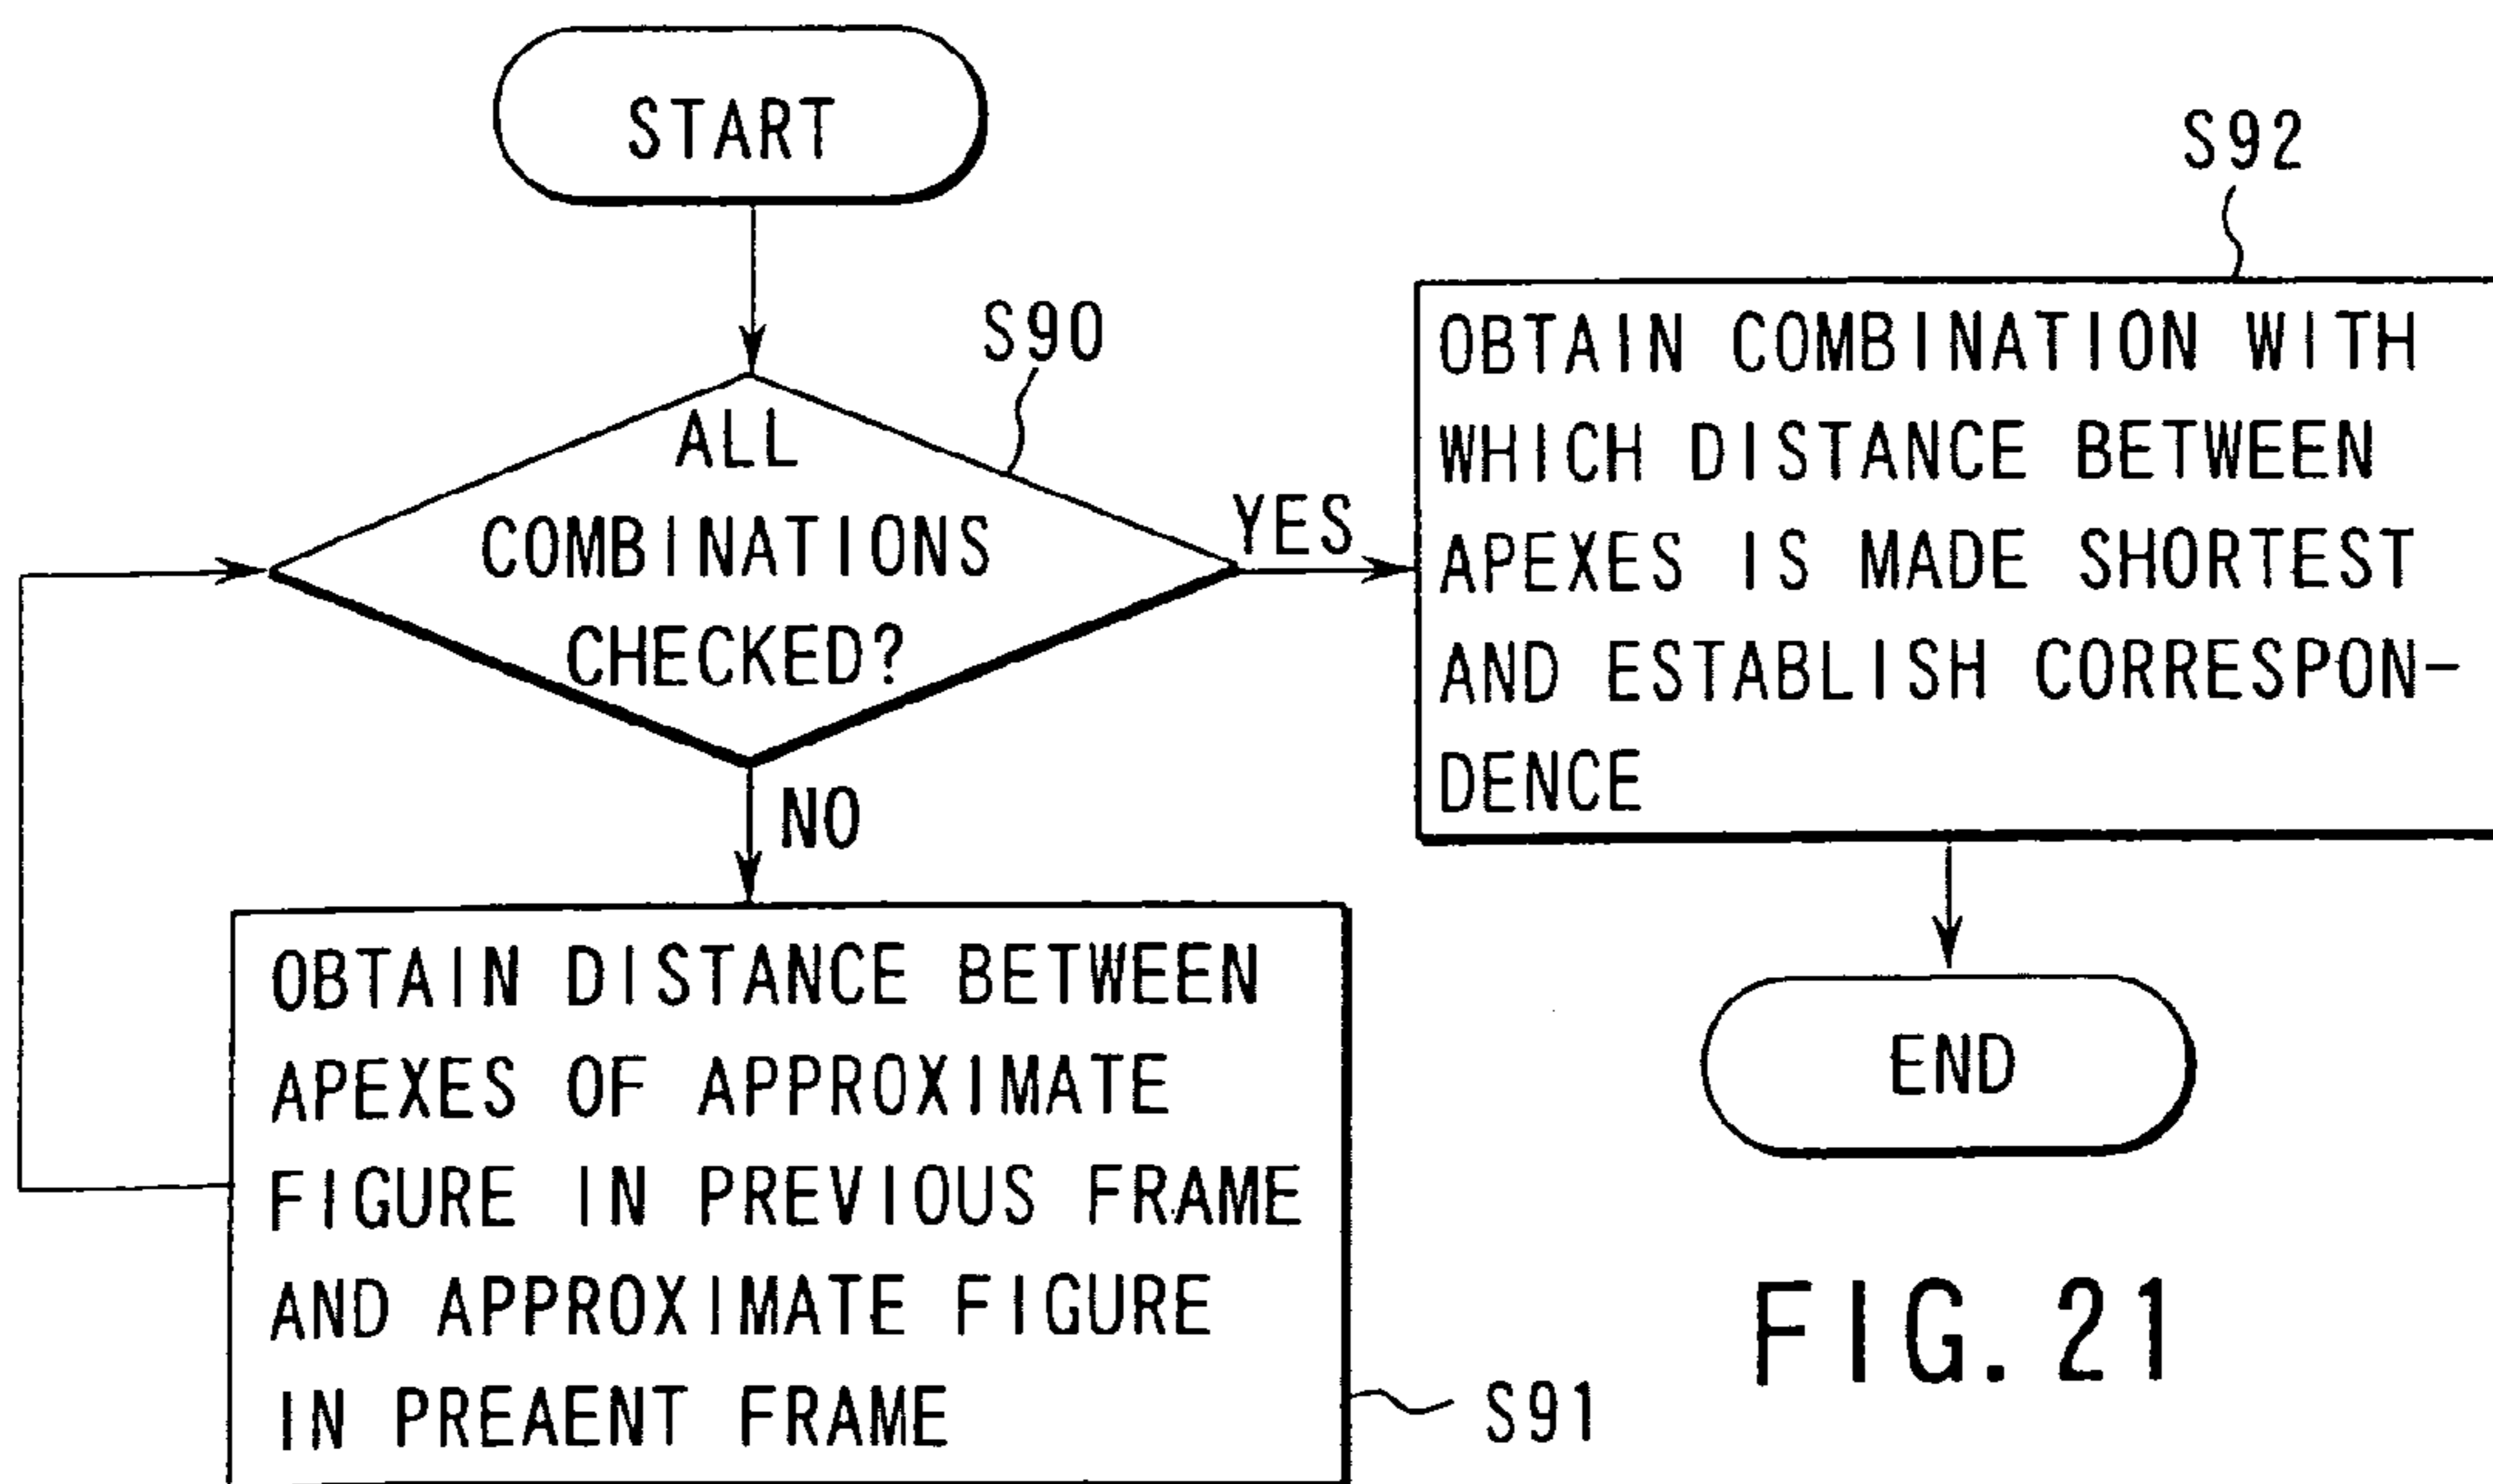 START
S90
ALL
COMBINATIONS
CHECKED?
YES
NO
S92
OBTAIN COMBINATION WITH
WHICH DISTANCE BETWEEN
APEXES IS MADE SHORTEST
AND ESTABLISH CORRESPON-
DENCE
OBTAIN DISTANCE BETWEEN
APEXES OF APPROXIMATE
FIGURE IN PREVIOUS FRAME
AND APPROXIMATE FIGURE
IN PREAENT FRAME
S91
END
FIG. 21